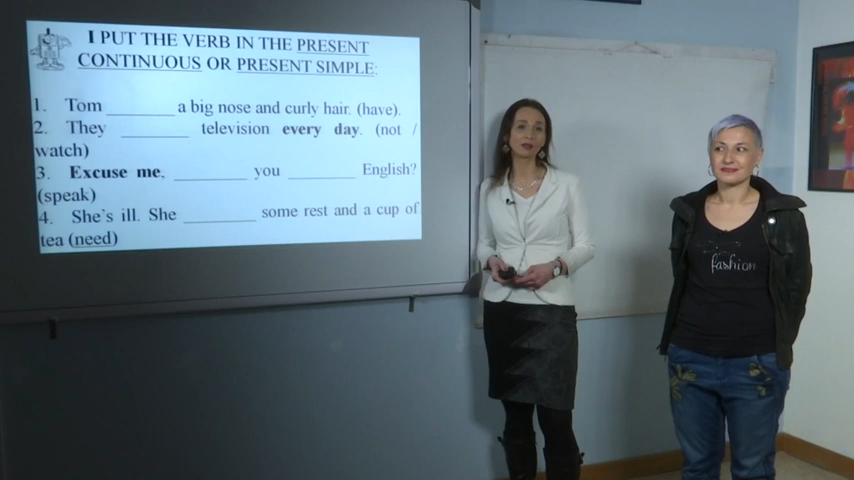 I PUT THE VERB IN THE PRESENT
CONTINUOUS OR PRESENT SIMPLE:
1. Tom ________ a big nose and curly hair. (have).
2. They ________ television every day. (not /
watch)
3. Excuse me, ________ you ________ English?
(speak)
4. She's ill. She ________ some rest and a cup of
tea (need)
fashion